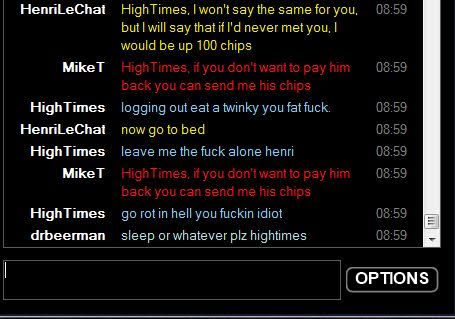 HenriLeChat HighTimes, I won't say the same for you, 08:59
but I will say that if I'd never met you, I
would be up 100 chips
MikeT HighTimes, if you don't want to pay him 08:59
back you can send me his chips
HighTimes logging out eat a twinky you fat fuck. 08:59
HenriLeChat now go to bed 08:59
HighTimes leave me the fuck alone henri 08:59
MikeT HighTimes, if you don't want to pay him 08:59
back you can send me his chips
HighTimes go rot in hell you fuckin idiot 08:59
drbeerman sleep or whatever plz hightimes 08:59
OPTIONS